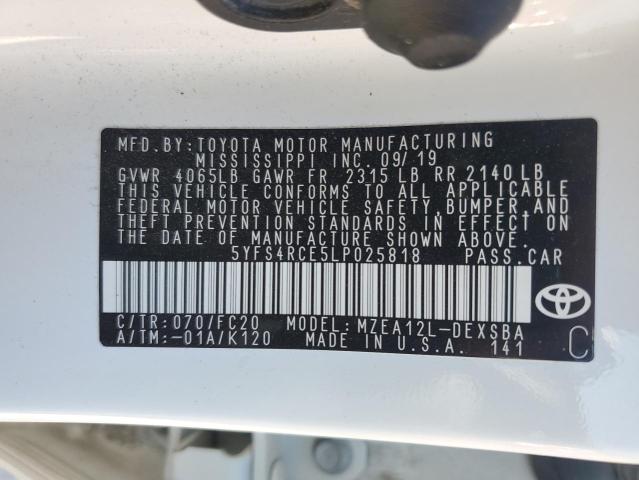 MFD.BY:TOYOTA MOTOR MANUFACTURING
MISSISSIPPI INC. 09/19
GVWR 4065LB GAWR FR 2315 LB RR 2140 LB
THIS VEHICLE CONFORMS TO ALL APPLICABLE
FEDERAL MOTOR VEHICLE SAFETY, BUMPER, AND
THEFT PREVENTION STANDARDS IN EFFECT ON
THE DATE OF MANUFACTURE SHOWN ABOVE.
5YFS4RCE5LP025818 PASS.CAR
C/TR:070/FC20 MODEL:MZEA12L-DEXSBA
A/TM:-01A/K120 MADE IN U.S.A. 141
C